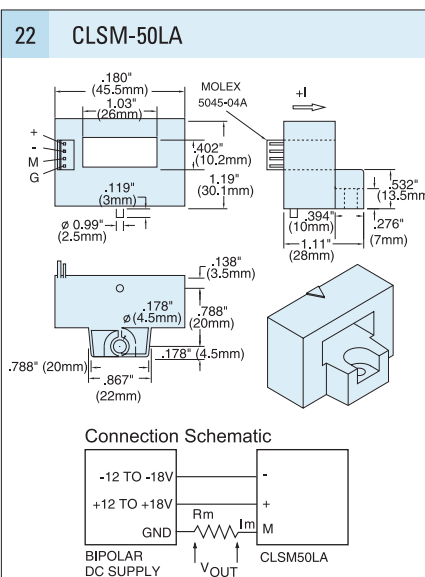 22 CLSM-50LA
.180"
(45.5mm)
1.03"
(26mm)
MOLEX
5045-04A
+I
+
-
M
G
.402"
(10.2mm)
1.19"
(30.1mm)
.119"
(3mm)
ø 0.99"
(2.5mm)
.532"
(13.5mm
.394"
(10mm)
.276"
(7mm)
1.11"
(28mm)
.138"
(3.5mm)
.178"
ø(4.5mm)
.788"
(20mm)
.788" (20mm)
.178" (4.5mm)
.867"
(22mm)
Connection Schematic
-12 TO -18V
-
+12 TO +18V
+
Rm
GND
Im
M
BIPOLAR
DC SUPPLY
VOUT
CLSM50LA